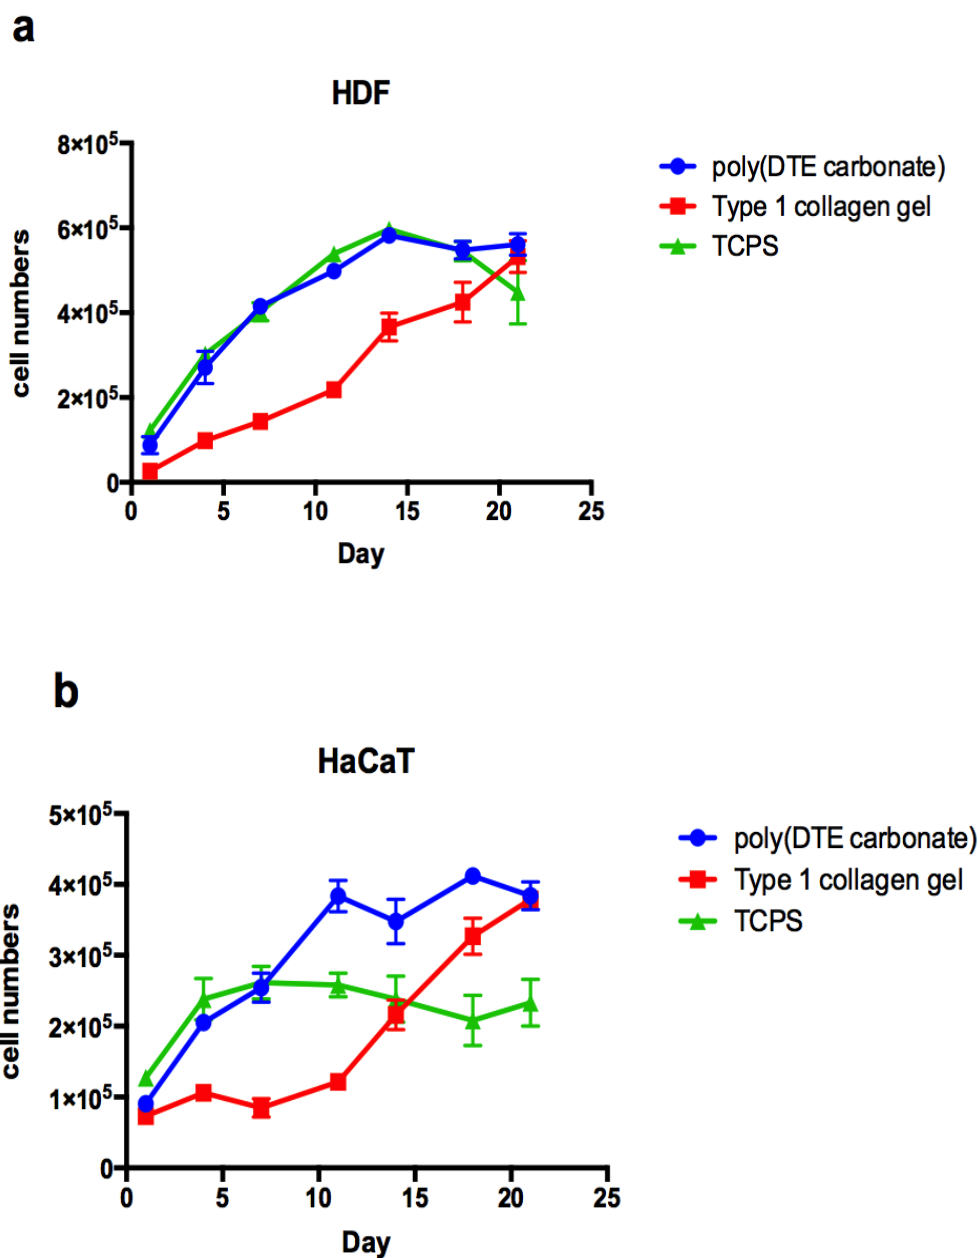 a
HDF
8×10⁵
6×10⁵
4×10⁵
2×10⁵
0
cell numbers
0 5 10 15 20 25
Day
poly(DTE carbonate)
Type 1 collagen gel
TCPS
b
HaCaT
5×10⁵
4×10⁵
3×10⁵
2×10⁵
1×10⁵
0
cell numbers
0 5 10 15 20 25
Day
poly(DTE carbonate)
Type 1 collagen gel
TCPS